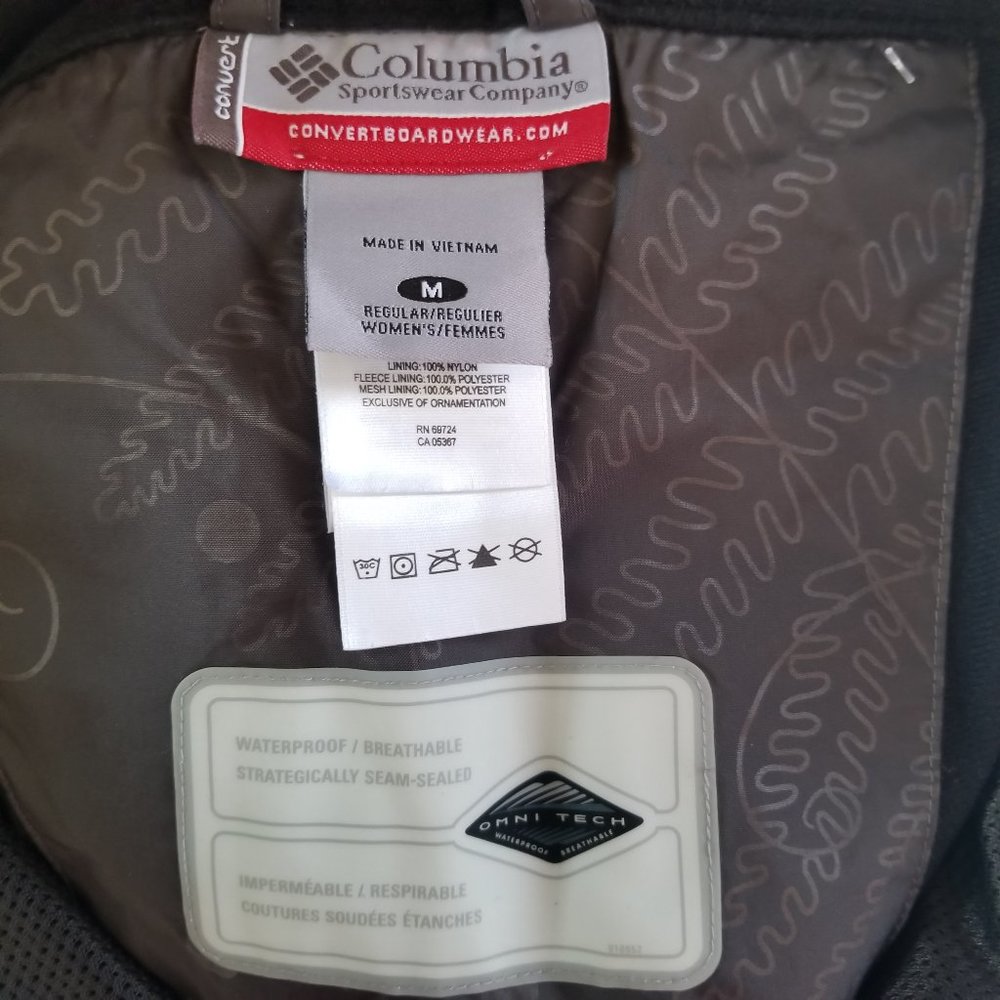 convert
Columbia
Sportswear Company®
CONVERTBOARDWEAR.COM
MADE IN VIETNAM
M
REGULAR/REGULIER
WOMEN'S/FEMMES
LINING:100% NYLON
FLEECE LINING:100.0% POLYESTER
MESH LINING:100.0% POLYESTER
EXCLUSIVE OF ORNAMENTATION
RN 69724
CA 05367
30C
WATERPROOF / BREATHABLE
STRATEGICALLY SEAM-SEALED
OMNI TECH
WATERPROOF BREATHABLE
IMPERMÉABLE / RESPIRABLE
COUTURES SOUDÉES ÉTANCHES